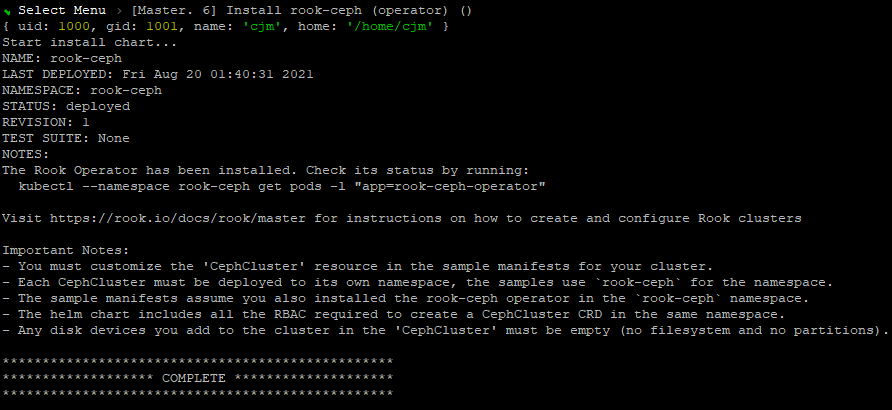 ✔ Select Menu › [Master. 6] Install rook-ceph (operator) ()
{ uid: 1000, gid: 1001, name: 'cjm', home: '/home/cjm' }
Start install chart...
NAME: rook-ceph
LAST DEPLOYED: Fri Aug 20 01:40:31 2021
NAMESPACE: rook-ceph
STATUS: deployed
REVISION: 1
TEST SUITE: None
NOTES:
The Rook Operator has been installed. Check its status by running:
  kubectl --namespace rook-ceph get pods -l "app=rook-ceph-operator"
Visit https://rook.io/docs/rook/master for instructions on how to create and configure Rook clusters
Important Notes:
- You must customize the 'CephCluster' resource in the sample manifests for your cluster.
- Each CephCluster must be deployed to its own namespace, the samples use `rook-ceph` for the namespace.
- The sample manifests assume you also installed the rook-ceph operator in the `rook-ceph` namespace.
- The helm chart includes all the RBAC required to create a CephCluster CRD in the same namespace.
- Any disk devices you add to the cluster in the 'CephCluster' must be empty (no filesystem and no partitions).
*************************************************
******************* COMPLETE ********************
*************************************************